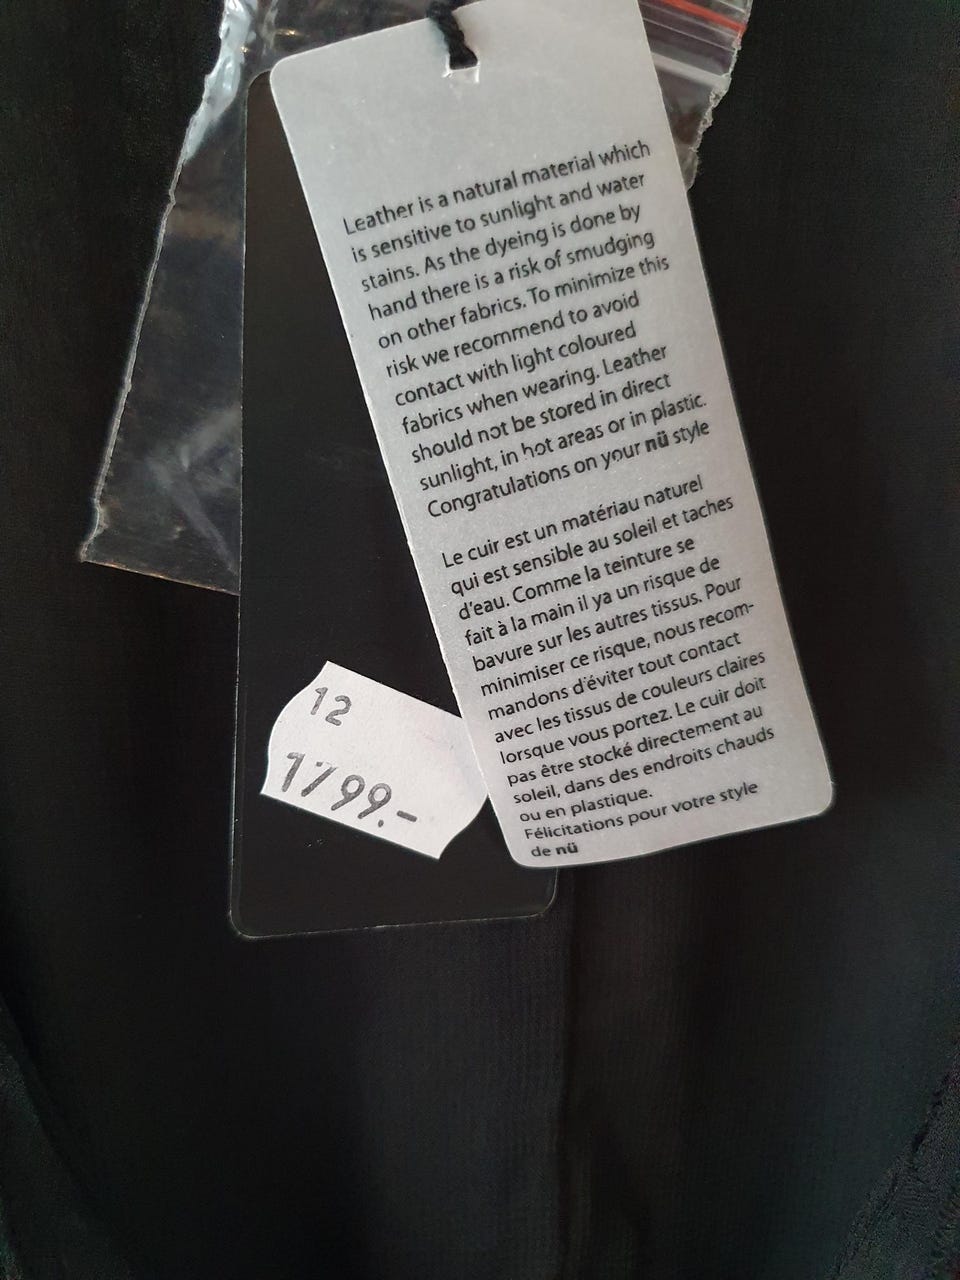 Leather is a natural material which
is sensitive to sunlight and water
stains. As the dyeing is done by
hand there is a risk of smudging
on other fabrics. To minimize this
risk we recommend to avoid
contact with light coloured
fabrics when wearing. Leather
should not be stored in direct
sunlight, in hot areas or in plastic.
Congratulations on your nü style
Le cuir est un matériau naturel
qui est sensible au soleil et taches
d'eau. Comme la teinture se
fait à la main il ya un risque de
bavure sur les autres tissus. Pour
minimiser ce risque, nous recom-
mandons d'éviter tout contact
avec les tissus de couleurs claires
lorsque vous portez. Le cuir doit
pas être stocké directement au
soleil, dans des endroits chauds
ou en plastique.
Félicitations pour votre style
de nü
12
1799.-